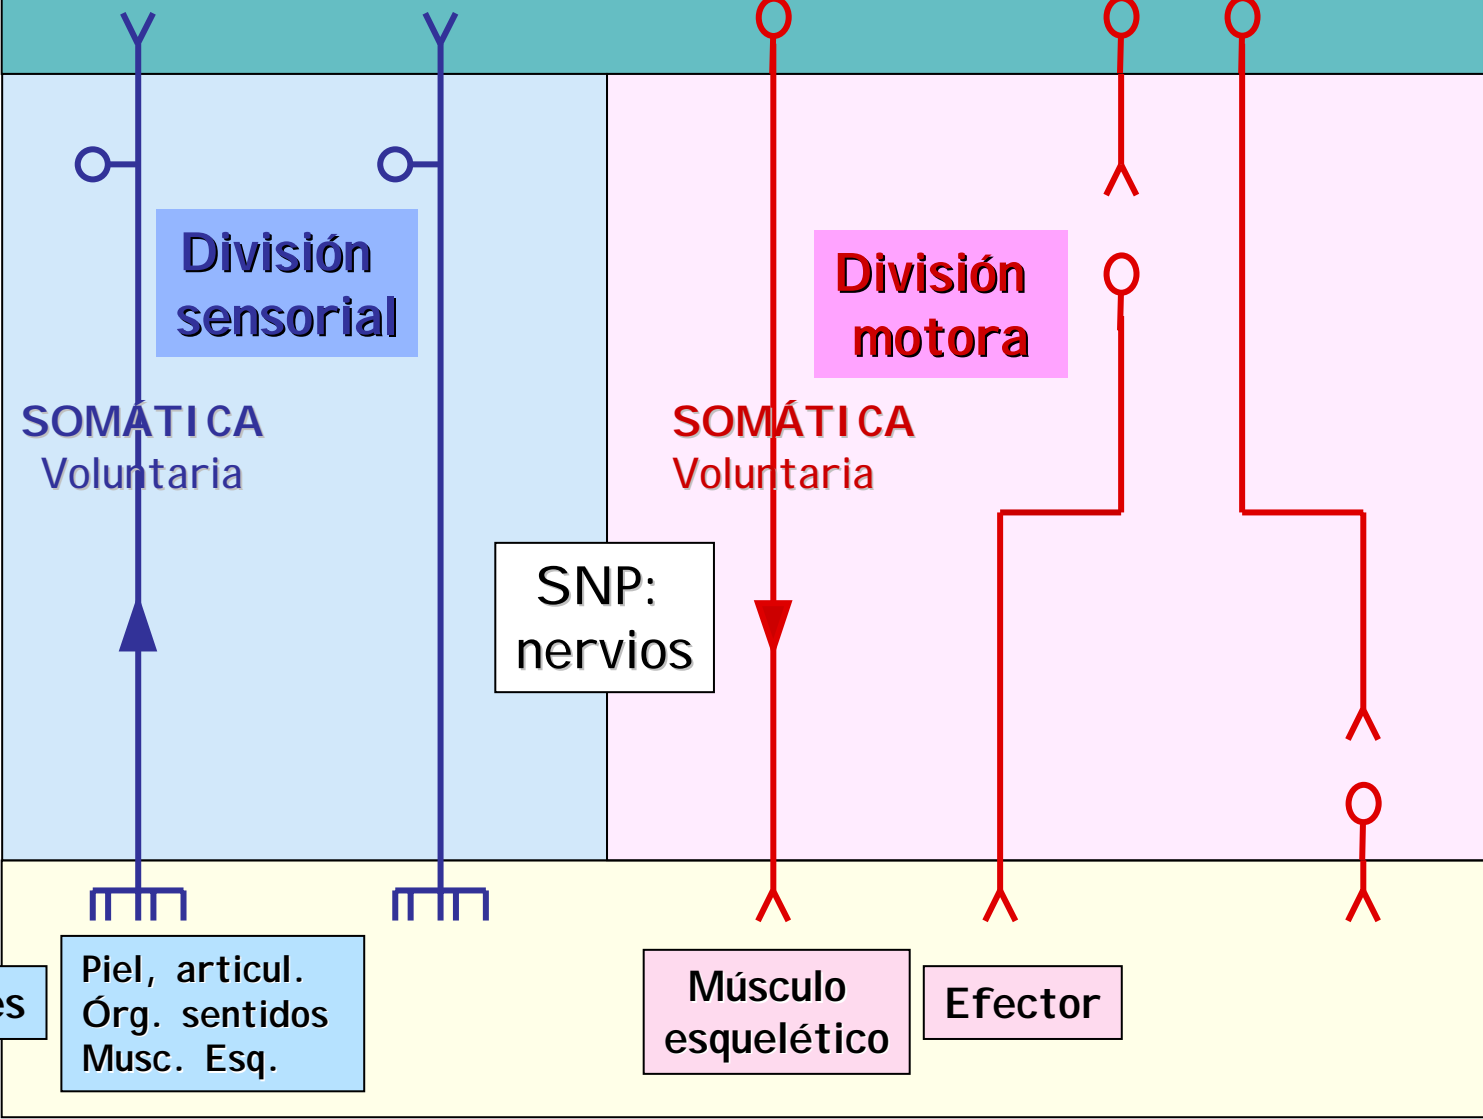 División
sensorial
División
motora
SOMÁTICA
Voluntaria
SOMÁTICA
Voluntaria
SNP:
nervios
es
Piel, articul.
Órg. sentidos
Musc. Esq.
Músculo
esquelético
Efector